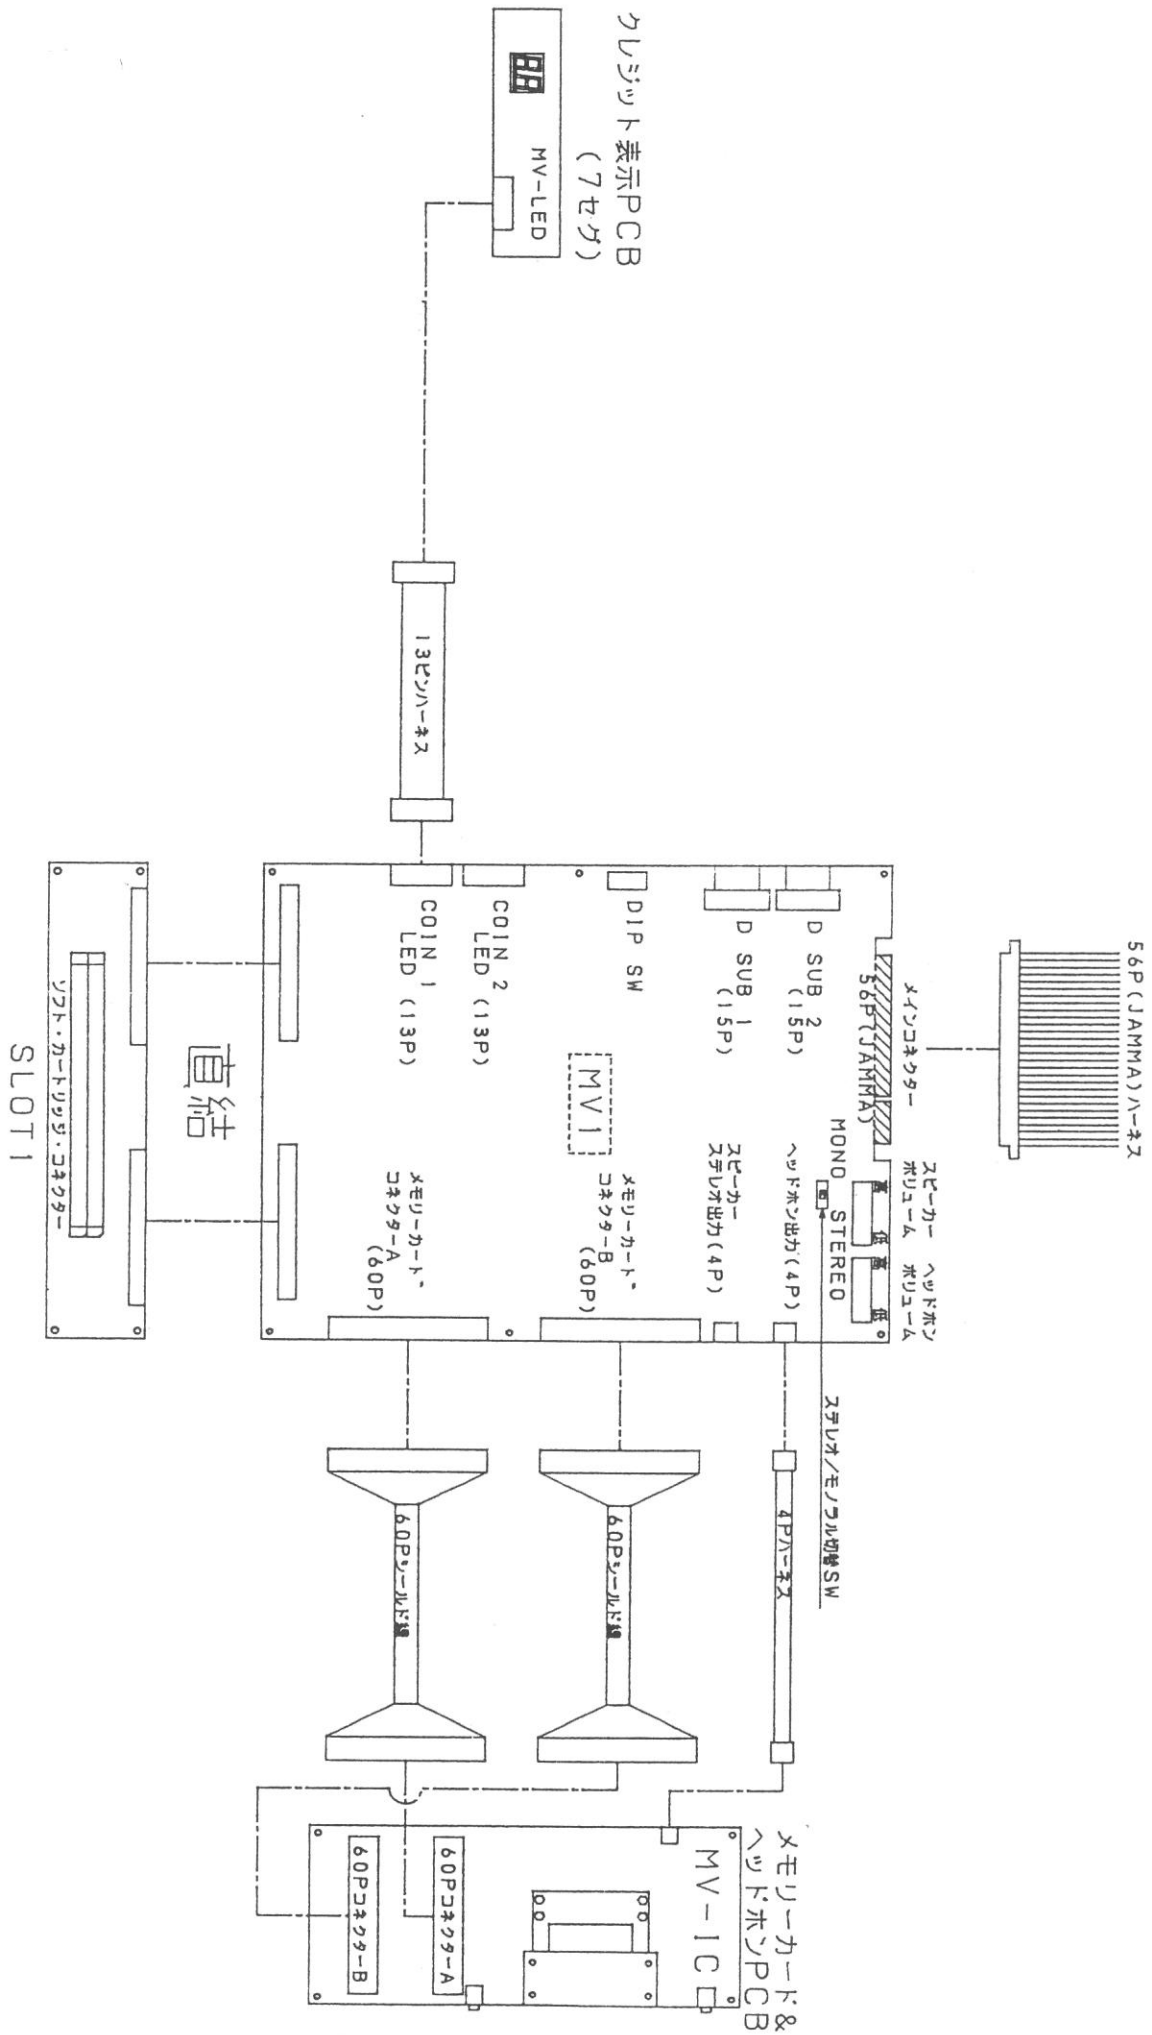 クレジット表示PCB
(7セグ)
88
MV-LED
13ピンハーネス
56P(JAMMA)ハーネス
メインコネクター
56P(JAMMA)
スピーカー
ボリューム
ヘッドホン
ボリューム
高
低
高
低
MONO
STEREO
D SUB 2
(15P)
D SUB 1
(15P)
DIP SW
COIN 2
LED (13P)
COIN 1
LED (13P)
MV1
ヘッドホン出力(4P)
スピーカー
ステレオ出力(4P)
メモリーカード
コネクターB
(60P)
メモリーカード
コネクターA
(60P)
直結
ソフト・カートリッジ・コネクター
SLOT1
ステレオ/モノラル切替SW
4Pハーネス
60Pシールド線
60Pシールド線
メモリーカード&
ヘッドホンPCB
MV-IC
60PコネクターA
60PコネクターB